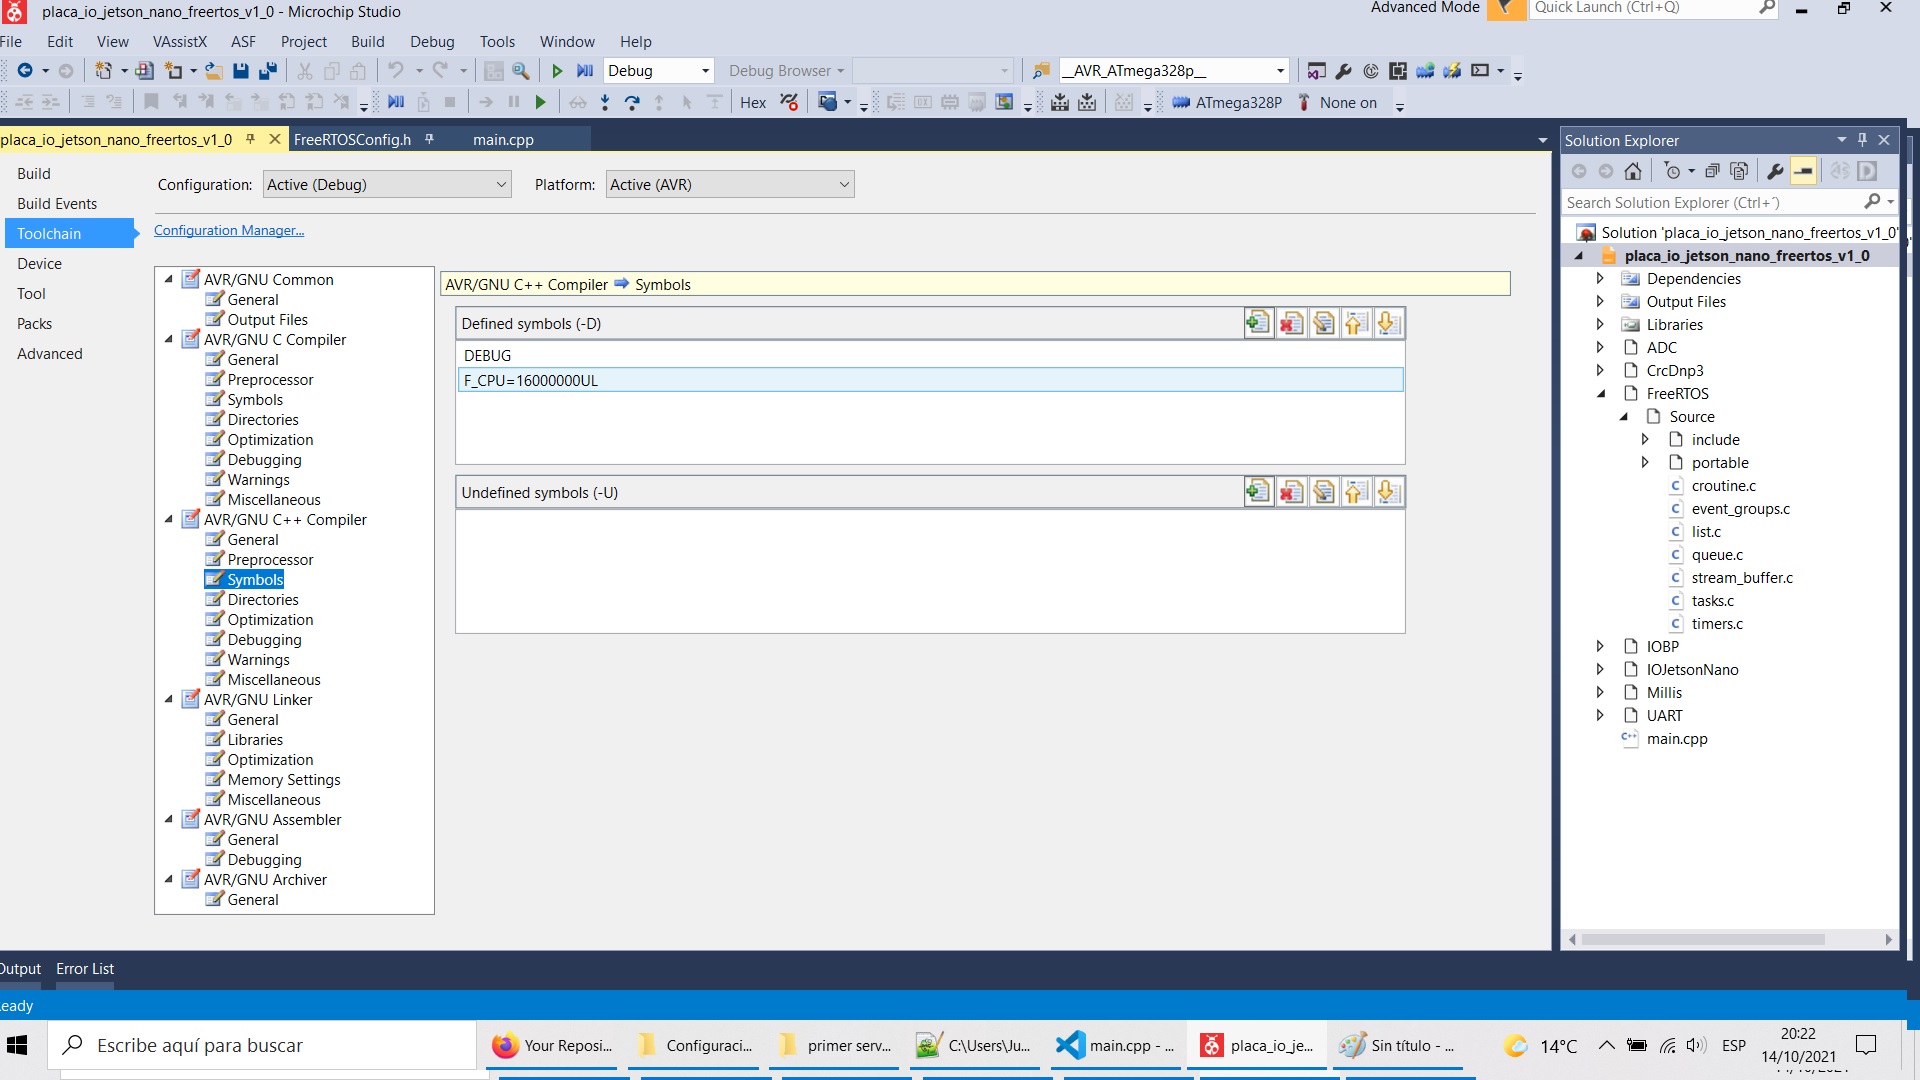 placa_io_jetson_nano_freertos_v1_0 - Microchip Studio
Advanced Mode
Quick Launch (Ctrl+Q)
File Edit View VAssistX ASF Project Build Debug Tools Window Help
Debug
Debug Browser
__AVR_ATmega328p__
Hex
ATmega328P
None on
placa_io_jetson_nano_freertos_v1_0
FreeRTOSConfig.h
main.cpp
Build
Build Events
Toolchain
Device
Tool
Packs
Advanced
Configuration: Active (Debug)
Platform: Active (AVR)
Configuration Manager...
AVR/GNU Common
General
Output Files
AVR/GNU C Compiler
General
Preprocessor
Symbols
Directories
Optimization
Debugging
Warnings
Miscellaneous
AVR/GNU C++ Compiler
General
Preprocessor
Symbols
Directories
Optimization
Debugging
Warnings
Miscellaneous
AVR/GNU Linker
General
Libraries
Optimization
Memory Settings
Miscellaneous
AVR/GNU Assembler
General
Debugging
AVR/GNU Archiver
General
AVR/GNU C++ Compiler Symbols
Defined symbols (-D)
DEBUG
F_CPU=16000000UL
Undefined symbols (-U)
Solution Explorer
Search Solution Explorer (Ctrl+´)
Solution 'placa_io_jetson_nano_freertos_v1_0'
placa_io_jetson_nano_freertos_v1_0
Dependencies
Output Files
Libraries
ADC
CrcDnp3
FreeRTOS
Source
include
portable
croutine.c
event_groups.c
list.c
queue.c
stream_buffer.c
tasks.c
timers.c
IOBP
IOJetsonNano
Millis
UART
main.cpp
Output Error List
eady
Escribe aquí para buscar
Your Reposi...
Configuraci...
primer serv...
C:\Users\Ju...
main.cpp - ...
placa_io_je...
Sin título - ...
14°C
ESP
20:22
14/10/2021